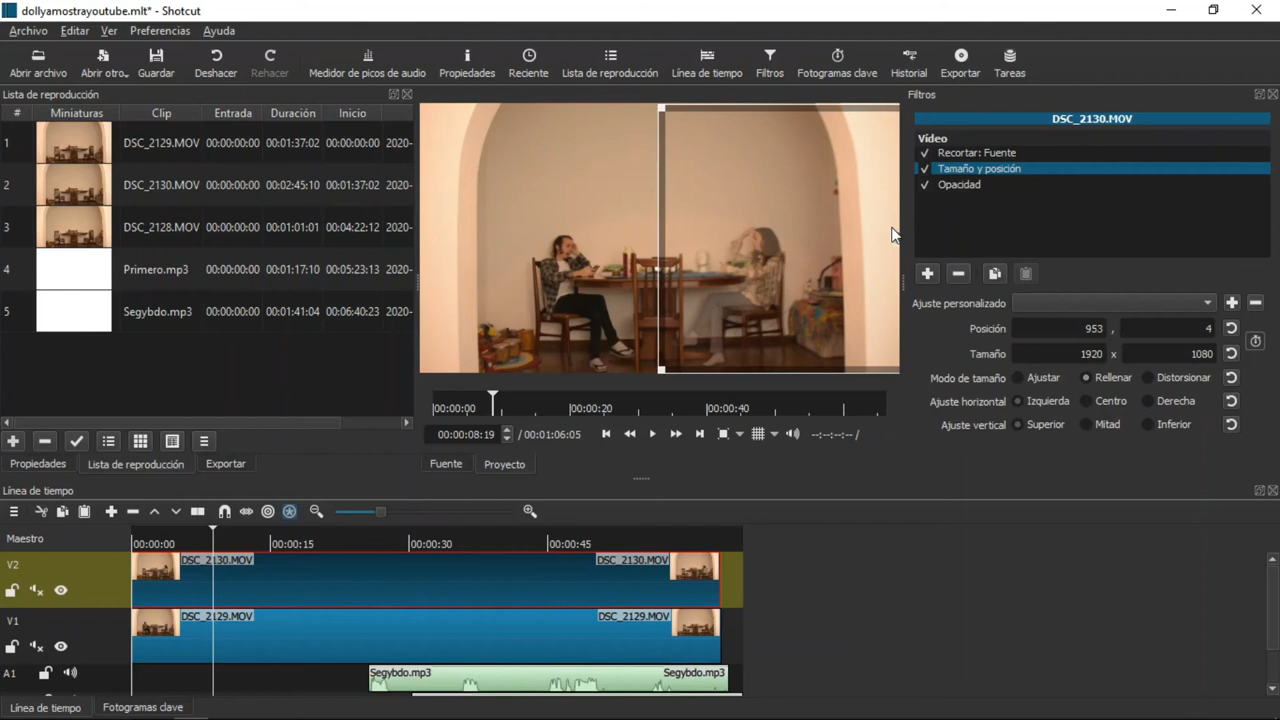 dollyamostrayoutube.mlt* - Shotcut
Archivo Editar Ver Preferencias Ayuda
Abrir archivo Abrir otro.. Guardar Deshacer Rehacer Medidor de picos de audio Propiedades Reciente Lista de reproducción Línea de tiempo Filtros Fotogramas clave Historial Exportar Tareas
Lista de reproducción
# Miniaturas Clip Entrada Duración Inicio
1 DSC_2129.MOV 00:00:00:00 00:01:37:02 00:00:00:00 2020-
2 DSC_2130.MOV 00:00:00:00 00:02:45:10 00:01:37:02 2020-
3 DSC_2128.MOV 00:00:00:00 00:01:01:01 00:04:22:12 2020-
4 Primero.mp3 00:00:00:00 00:01:17:10 00:05:23:13 2020-
5 Segybdo.mp3 00:00:00:00 00:01:41:04 00:06:40:23 2020-
Propiedades Lista de reproducción Exportar
00:00:00 00:00:20 00:00:40
00:00:08:19 / 00:01:06:05 --:--:--:-- /
Fuente Proyecto
Filtros
DSC_2130.MOV
Vídeo
✓ Recortar: Fuente
✓ Tamaño y posición
✓ Opacidad
Ajuste personalizado
Posición 953 , 4
Tamaño 1920 x 1080
Modo de tamaño Ajustar Rellenar Distorsionar
Ajuste horizontal Izquierda Centro Derecha
Ajuste vertical Superior Mitad Inferior
Línea de tiempo
Maestro 00:00:00 00:00:15 00:00:30 00:00:45
V2 DSC_2130.MOV DSC_2130.MOV
V1 DSC_2129.MOV DSC_2129.MOV
A1 Segybdo.mp3 Segybdo.mp3
Línea de tiempo Fotogramas clave